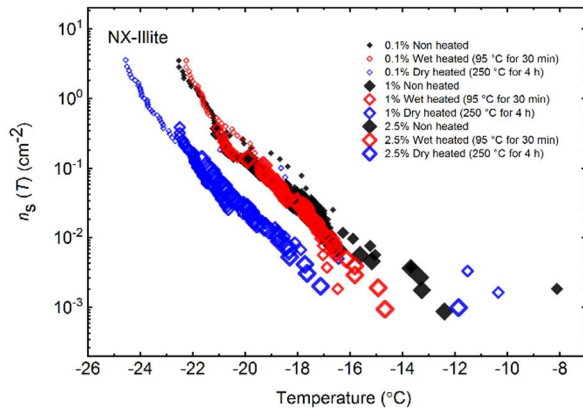 NX-Illite
0.1% Non heated
0.1% Wet heated (95 °C for 30 min)
0.1% Dry heated (250 °C for 4 h)
1% Non heated
1% Wet heated (95 °C for 30 min)
1% Dry heated (250 °C for 4 h)
2.5% Non heated
2.5% Wet heated (95 °C for 30 min)
2.5% Dry heated (250 °C for 4 h)
10¹
10⁰
10⁻¹
10⁻²
10⁻³
nₛ (T) (cm⁻²)
-26 -24 -22 -20 -18 -16 -14 -12 -10 -8 -6
Temperature (°C)